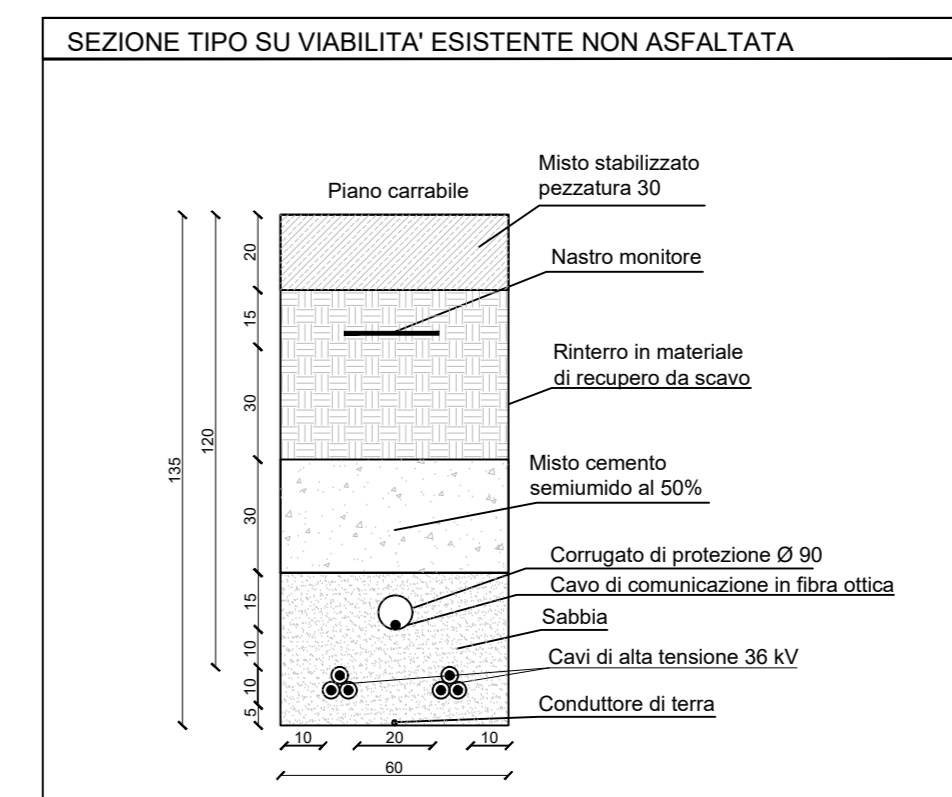 SEZIONE TIPO SU VIABILITA' ESISTENTE NON ASFALTATA
Piano carrabile
Misto stabilizzato
pezzatura 30
Nastro monitore
Rinterro in materiale
di recupero da scavo
Misto cemento
semiumido al 50%
Corrugato di protezione Ø 90
Cavo di comunicazione in fibra ottica
Sabbia
Cavi di alta tensione 36 kV
Conduttore di terra
135
120
20
15
30
30
15
10
10
5
10
20
10
60